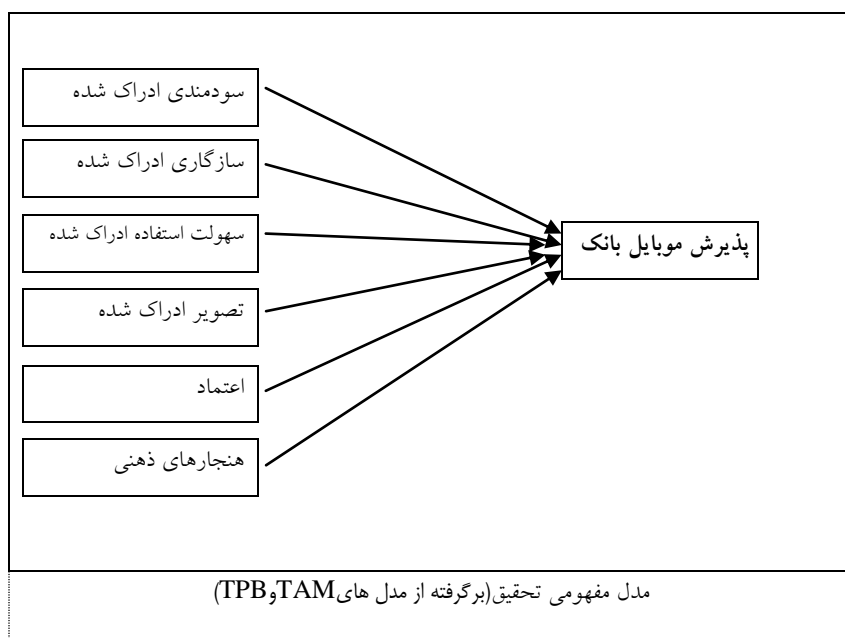 سودمندی ادراک شده
سازگاری ادراک شده
سهولت استفاده ادراک شده
تصویر ادراک شده
اعتماد
هنجارهای ذهنی
پذیرش موبایل بانک
مدل مفهومی تحقیق(برگرفته از مدل هایTAMوTPB)